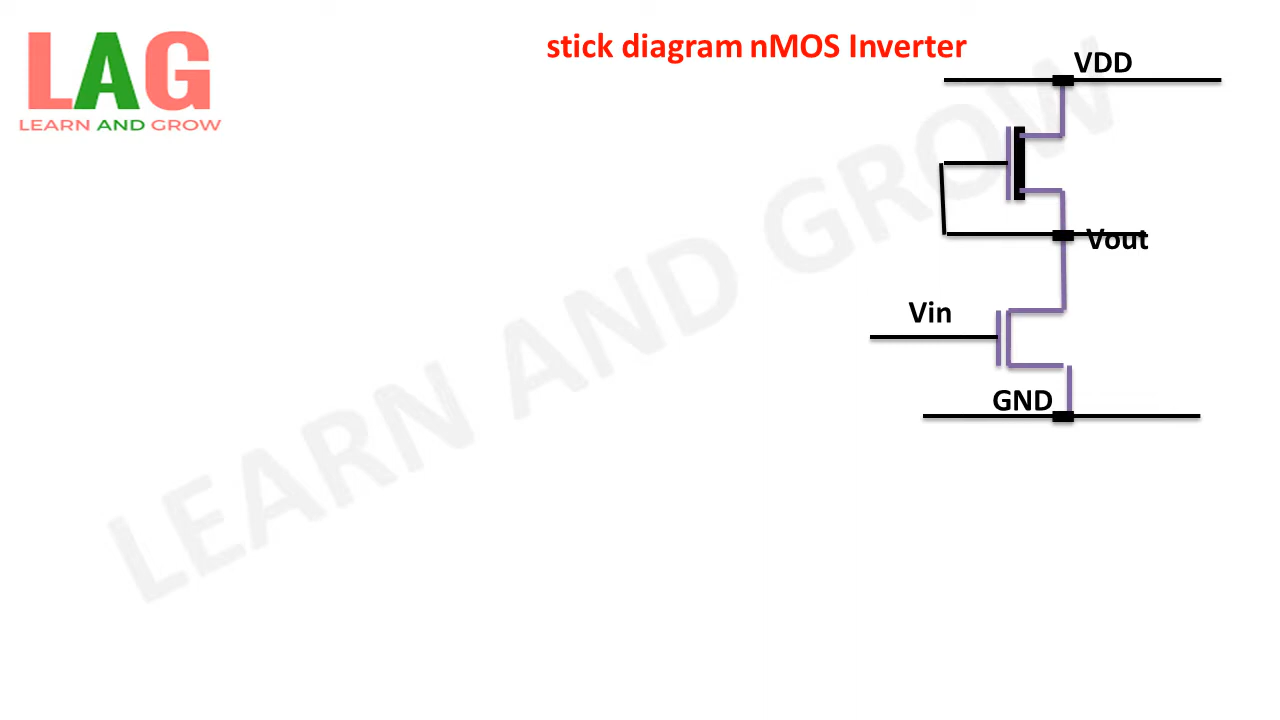 LAG
LEARN AND GROW
stick diagram nMOS Inverter
VDD
Vout
Vin
GND
LEARN AND GROW